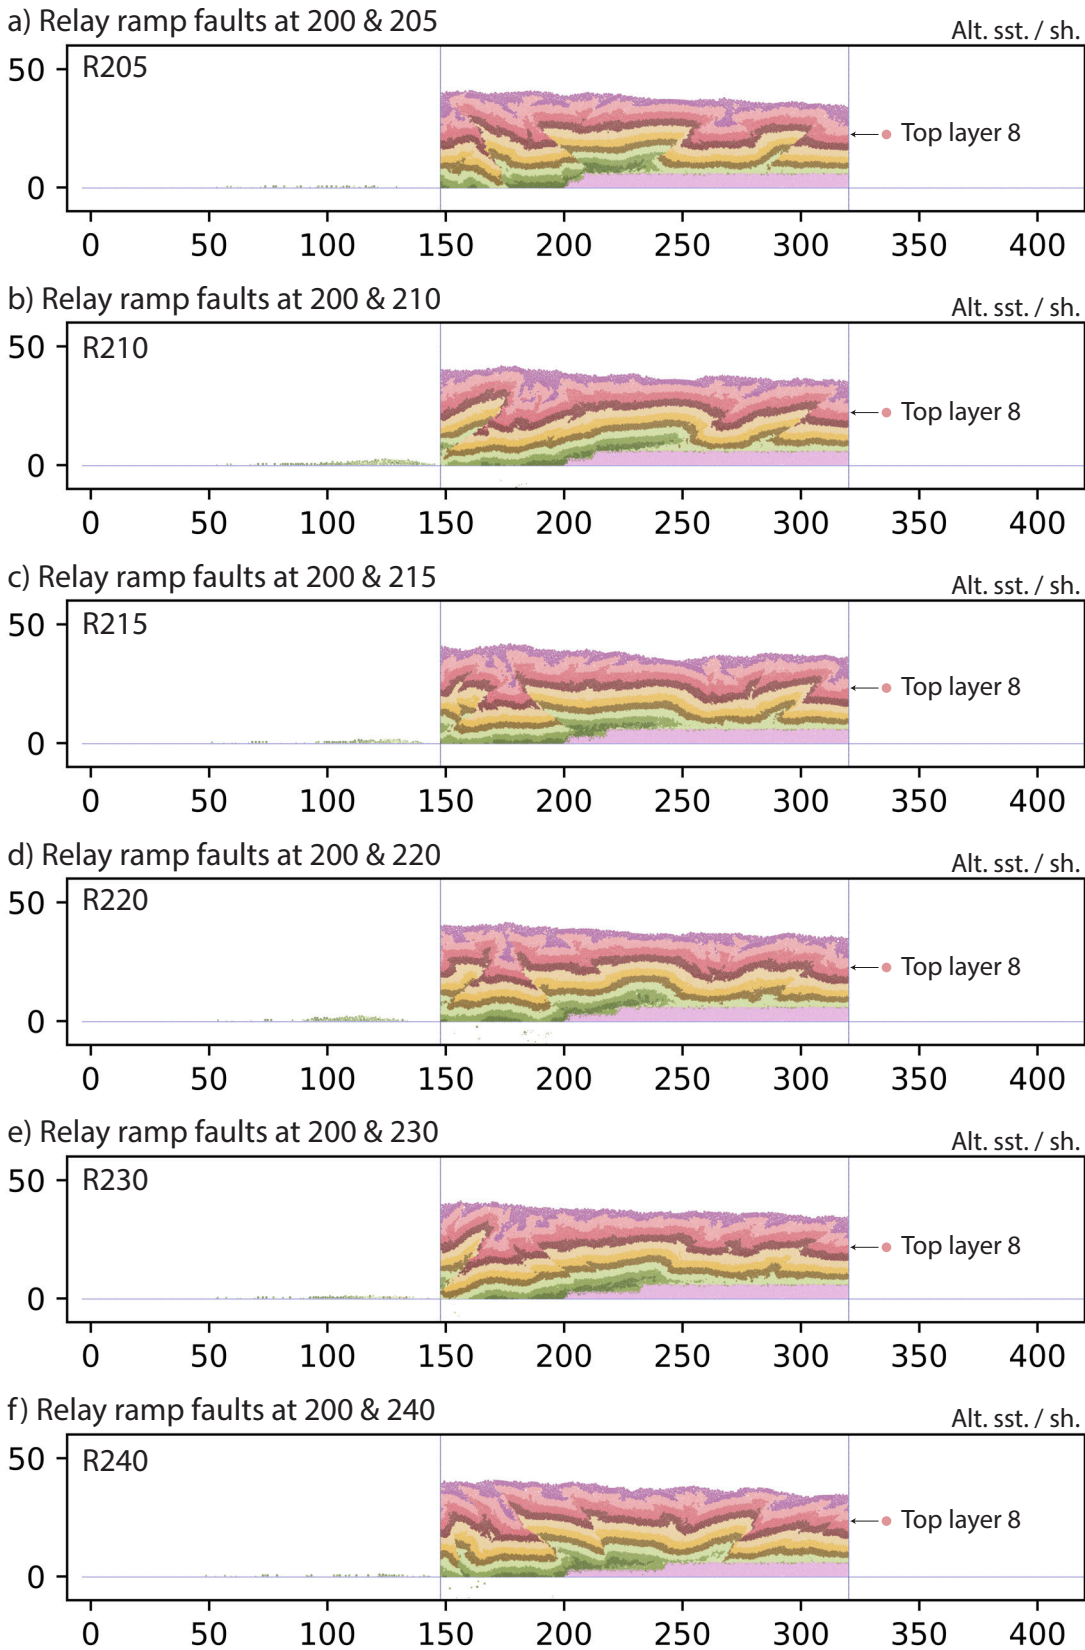 a) Relay ramp faults at 200 & 205
Alt. sst. / sh.
R205
50
0
Top layer 8
0 50 100 150 200 250 300 350 400
b) Relay ramp faults at 200 & 210
Alt. sst. / sh.
R210
50
0
Top layer 8
0 50 100 150 200 250 300 350 400
c) Relay ramp faults at 200 & 215
Alt. sst. / sh.
R215
50
0
Top layer 8
0 50 100 150 200 250 300 350 400
d) Relay ramp faults at 200 & 220
Alt. sst. / sh.
R220
50
0
Top layer 8
0 50 100 150 200 250 300 350 400
e) Relay ramp faults at 200 & 230
Alt. sst. / sh.
R230
50
0
Top layer 8
0 50 100 150 200 250 300 350 400
f) Relay ramp faults at 200 & 240
Alt. sst. / sh.
R240
50
0
Top layer 8
0 50 100 150 200 250 300 350 400